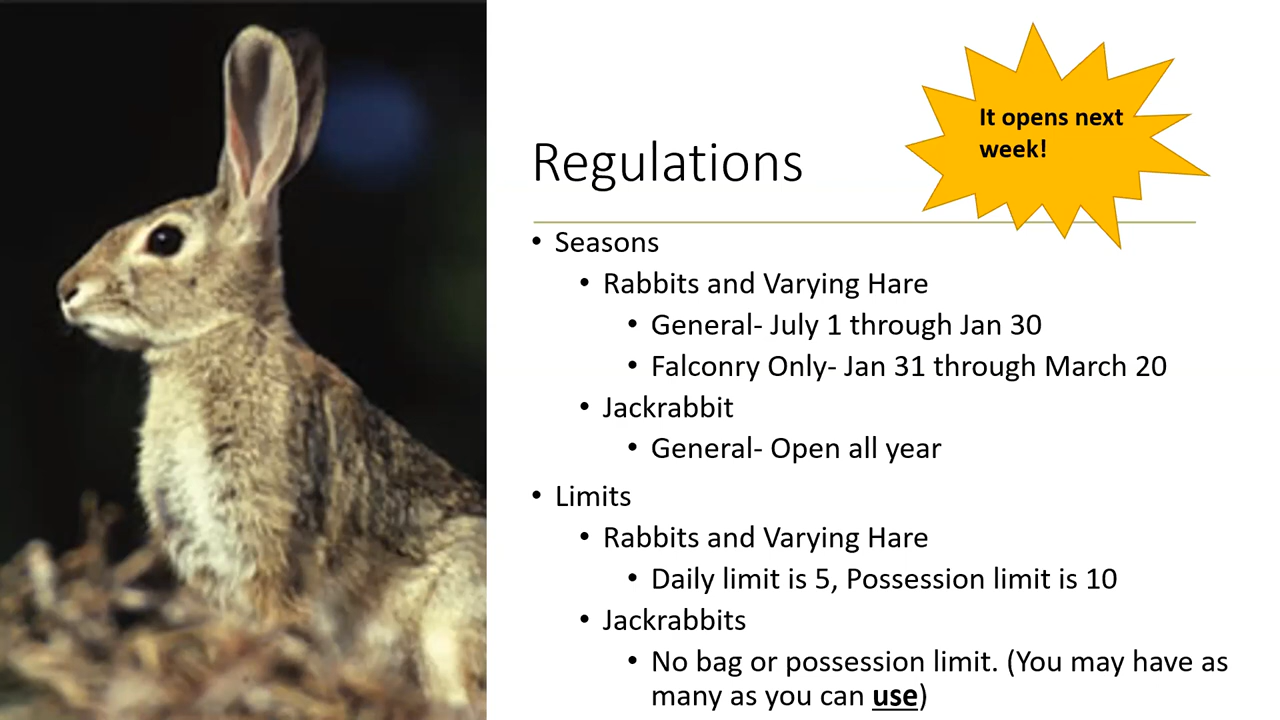 It opens next
week!
Regulations
• Seasons
• Rabbits and Varying Hare
• General- July 1 through Jan 30
• Falconry Only- Jan 31 through March 20
• Jackrabbit
• General- Open all year
• Limits
• Rabbits and Varying Hare
• Daily limit is 5, Possession limit is 10
• Jackrabbits
• No bag or possession limit. (You may have as
many as you can use)